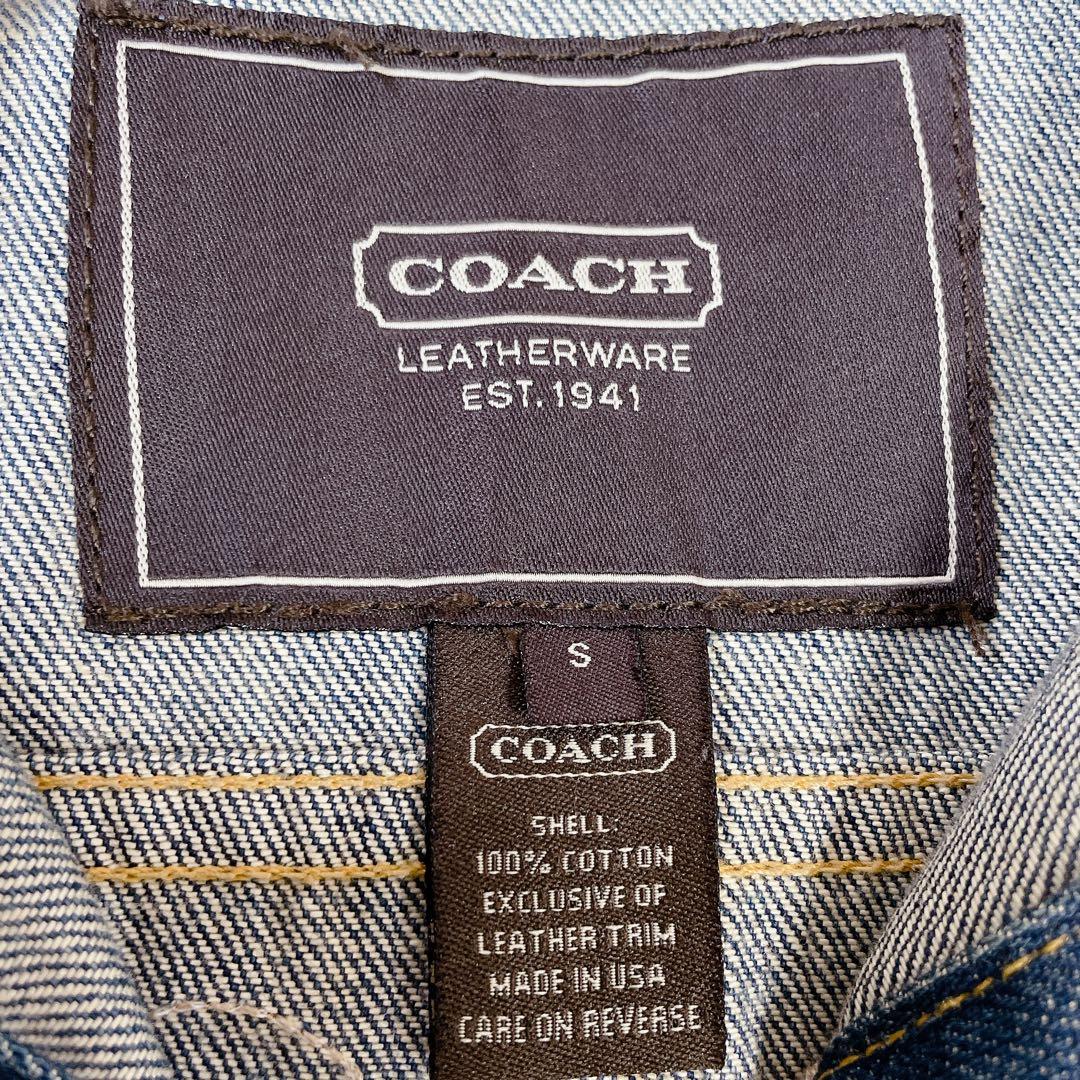 COACH
LEATHERWARE
EST. 1941
S
COACH
SHELL:
100% COTTON
EXCLUSIVE OF
LEATHER TRIM
MADE IN USA
CARE ON REVERSE